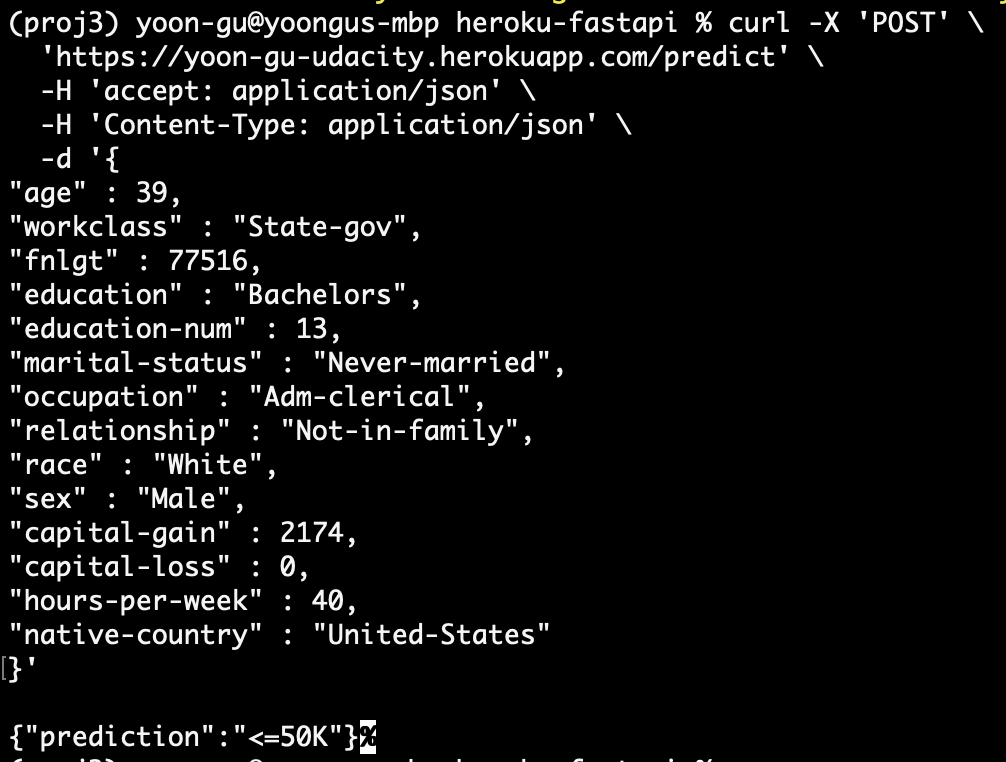 (proj3) yoon-gu@yoongus-mbp heroku-fastapi % curl -X 'POST' \
  'https://yoon-gu-udacity.herokuapp.com/predict' \
  -H 'accept: application/json' \
  -H 'Content-Type: application/json' \
  -d '{
"age" : 39,
"workclass" : "State-gov",
"fnlgt" : 77516,
"education" : "Bachelors",
"education-num" : 13,
"marital-status" : "Never-married",
"occupation" : "Adm-clerical",
"relationship" : "Not-in-family",
"race" : "White",
"sex" : "Male",
"capital-gain" : 2174,
"capital-loss" : 0,
"hours-per-week" : 40,
"native-country" : "United-States"
}'
{"prediction":"<=50K"}%